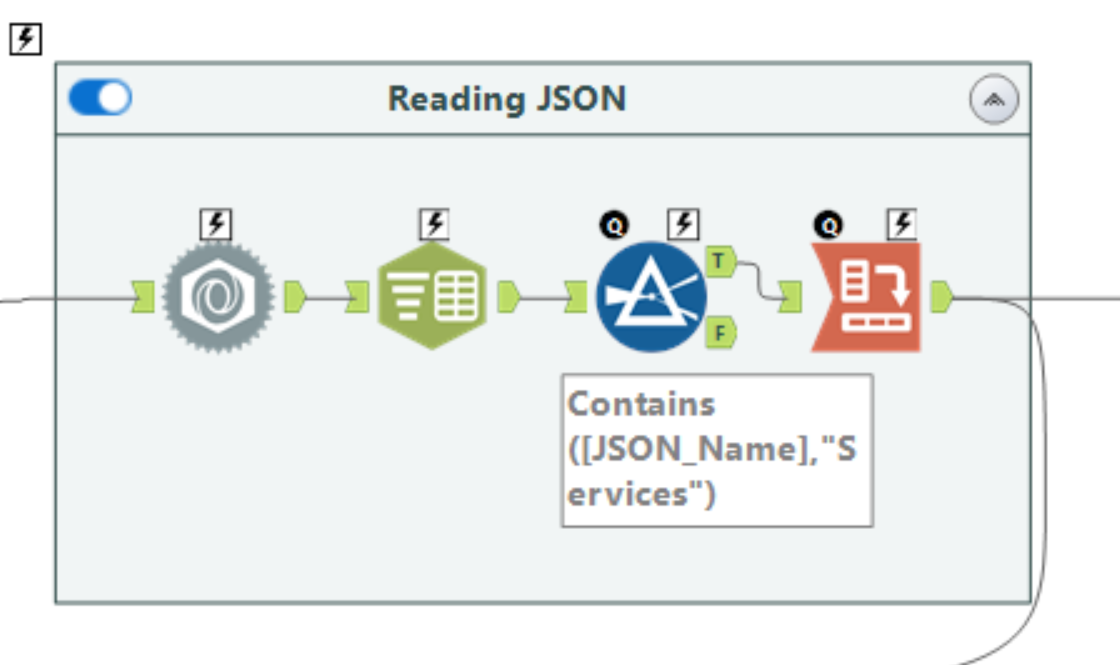 Reading JSON
Q
Q
T
F
Contains
([JSON_Name],"S
ervices")